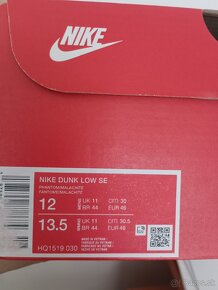 NIKE
NIKE DUNK LOW SE
PHANTOM/MALACHITE
FANTOME/MALACHITE
12 UK 11 CM 30
BR 44 EUR 46
13.5 UK 11 CM 30.5
BR 44 EUR 46
HQ1519 030